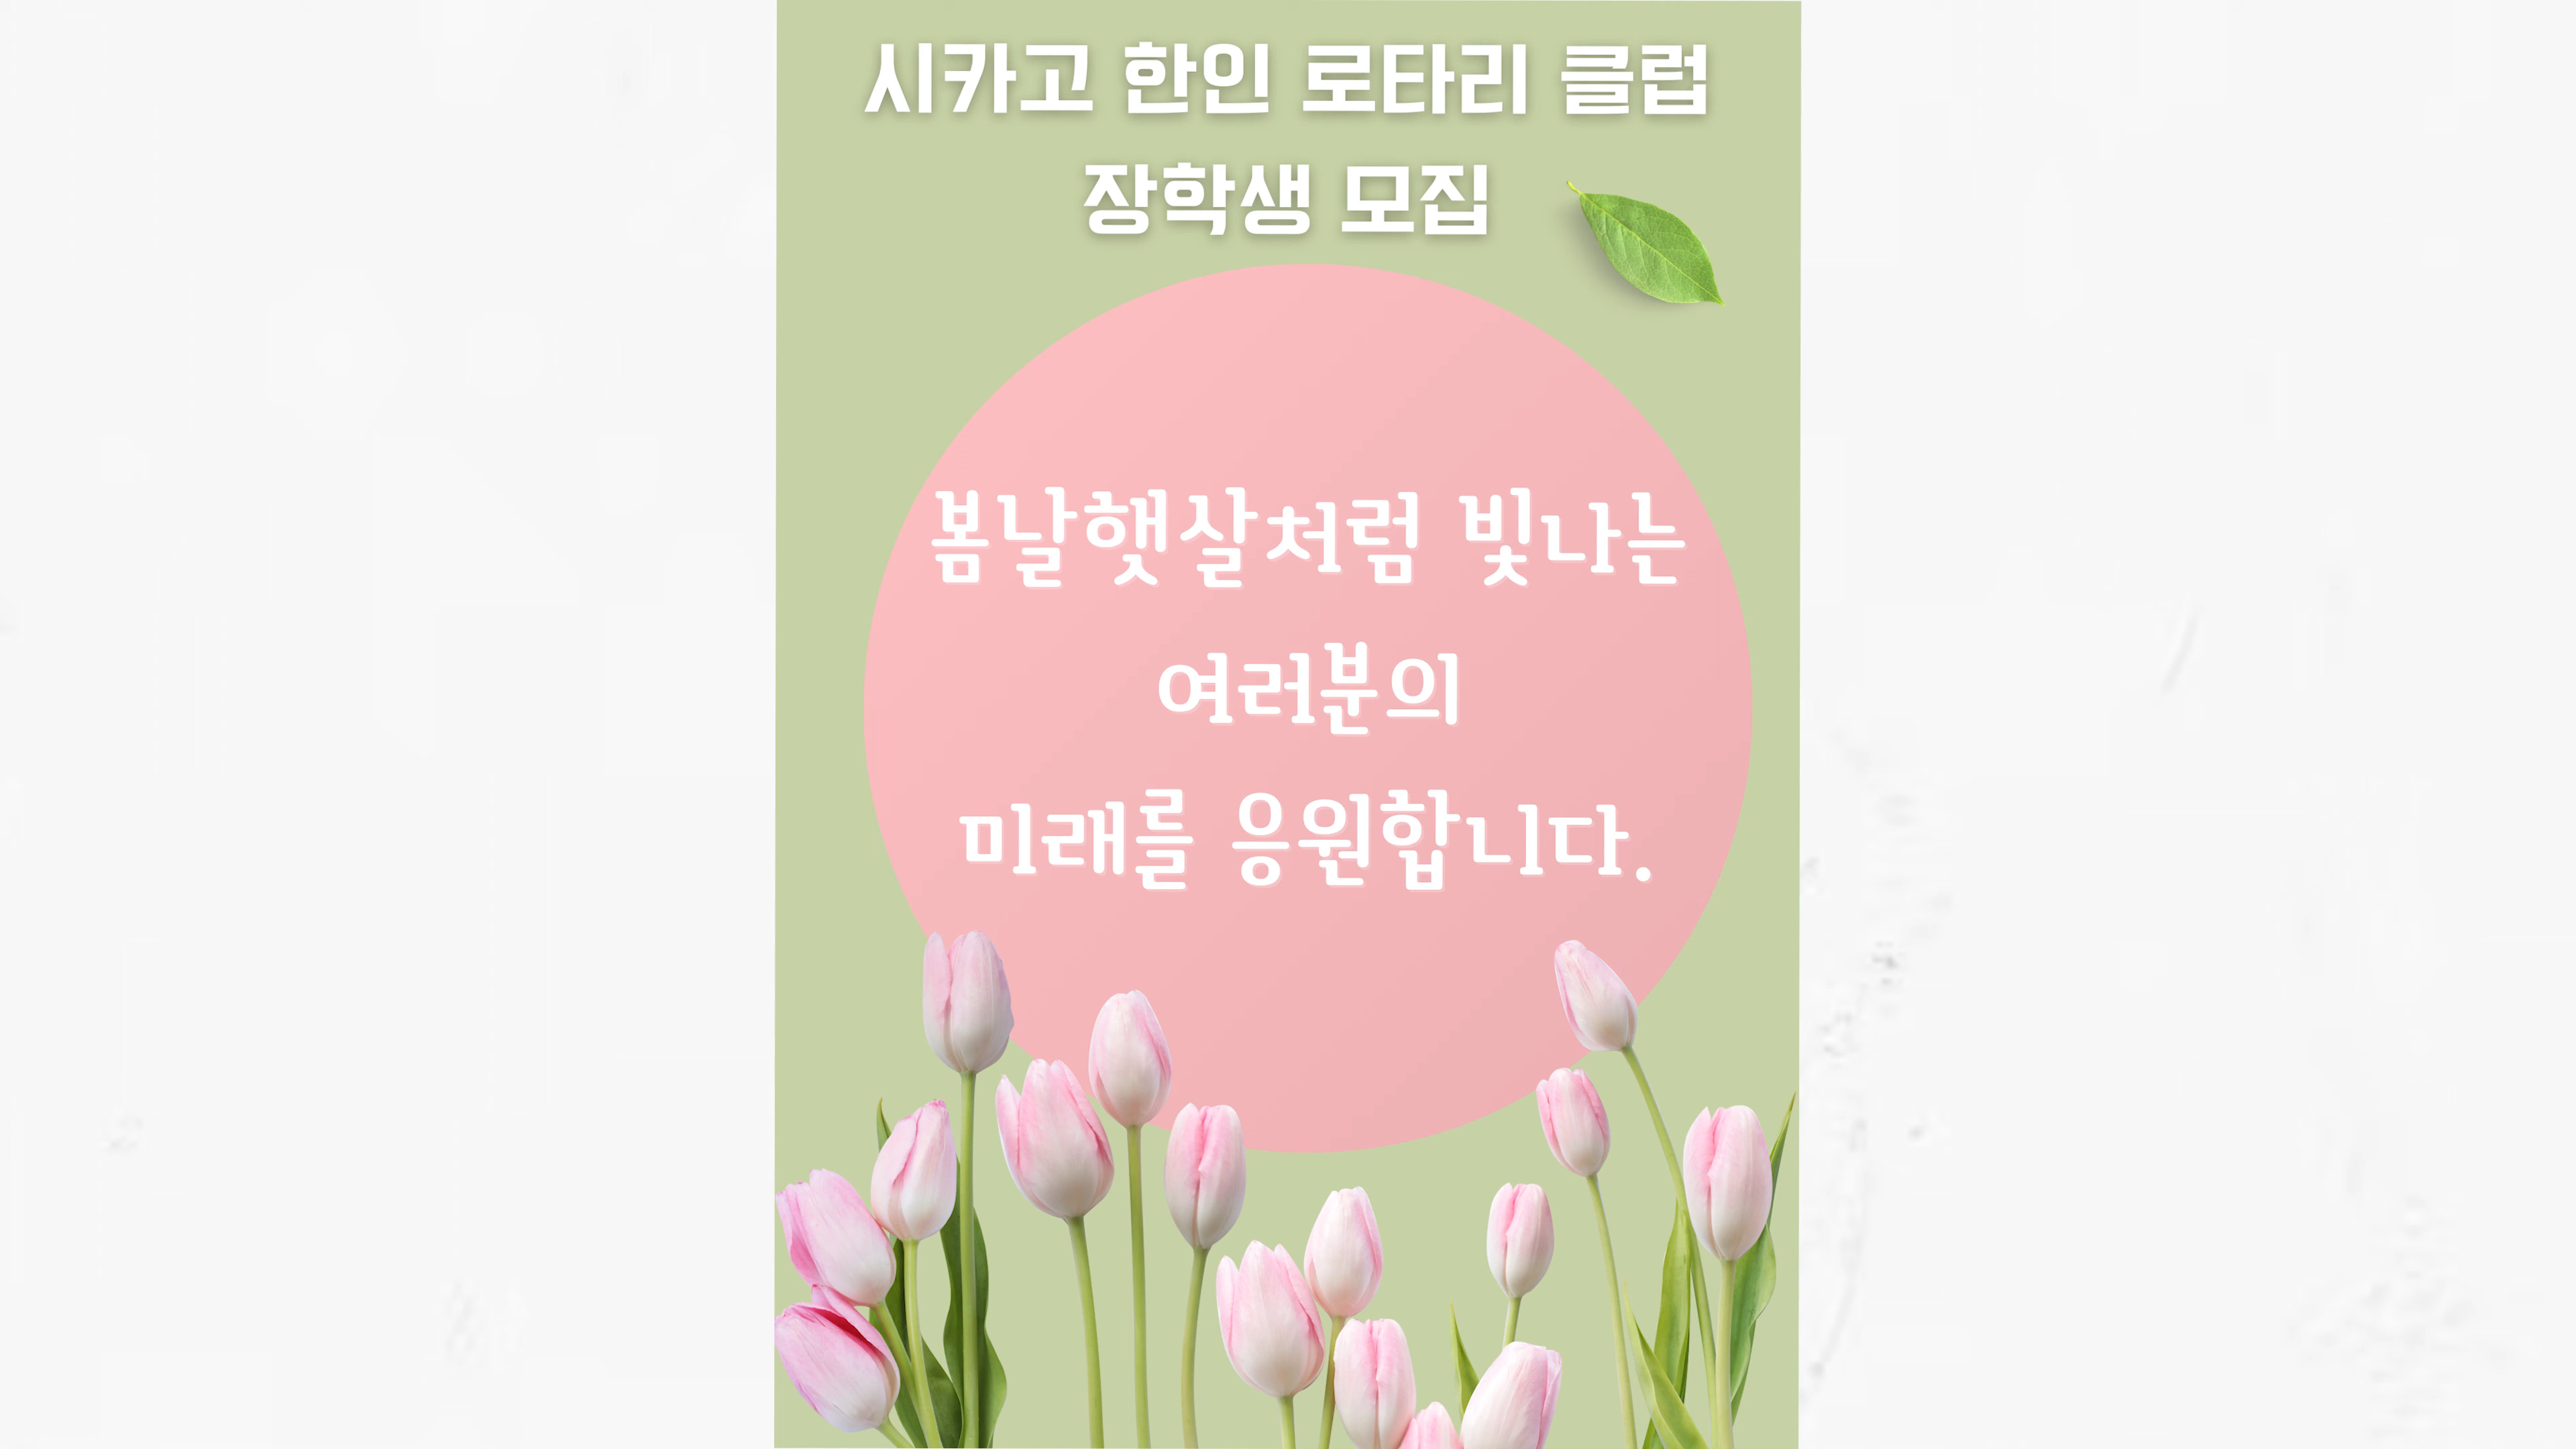 시카고 한인 로타리 클럽
장학생 모집
봄날햇살처럼 빛나는
여러분의
미래를 응원합니다.